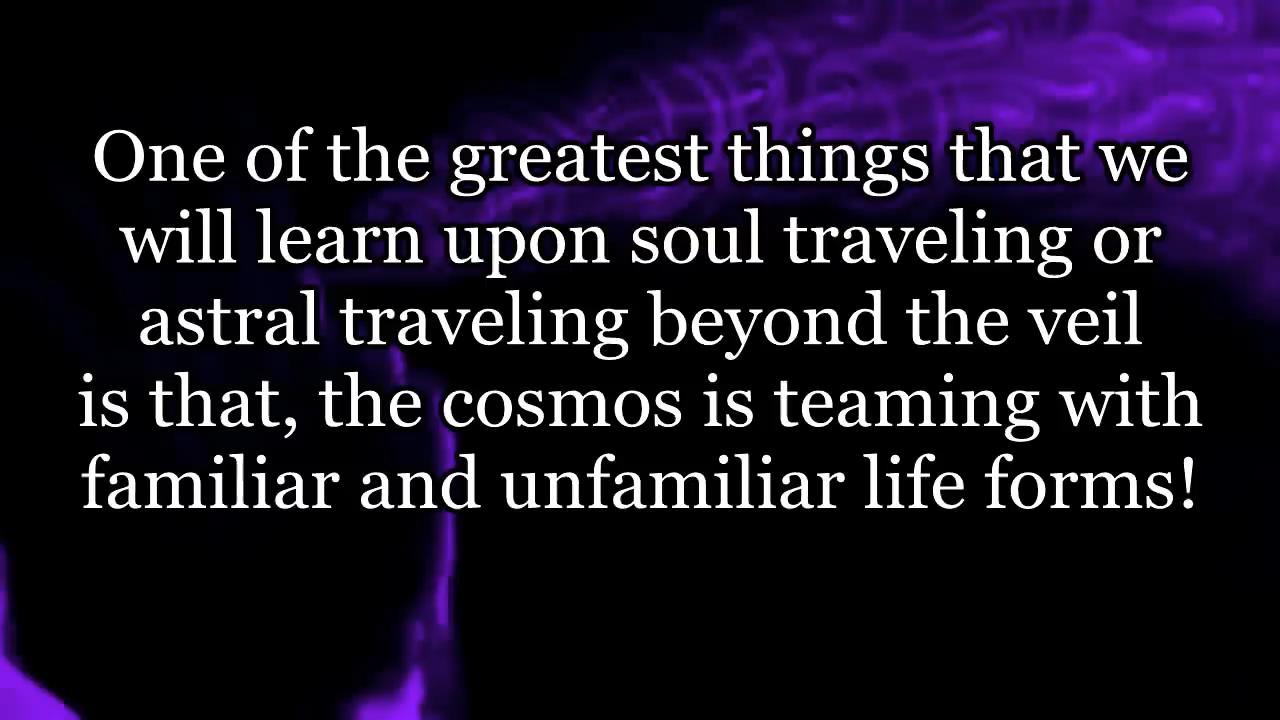 One of the greatest things that we
will learn upon soul traveling or
astral traveling beyond the veil
is that, the cosmos is teaming with
familiar and unfamiliar life forms!